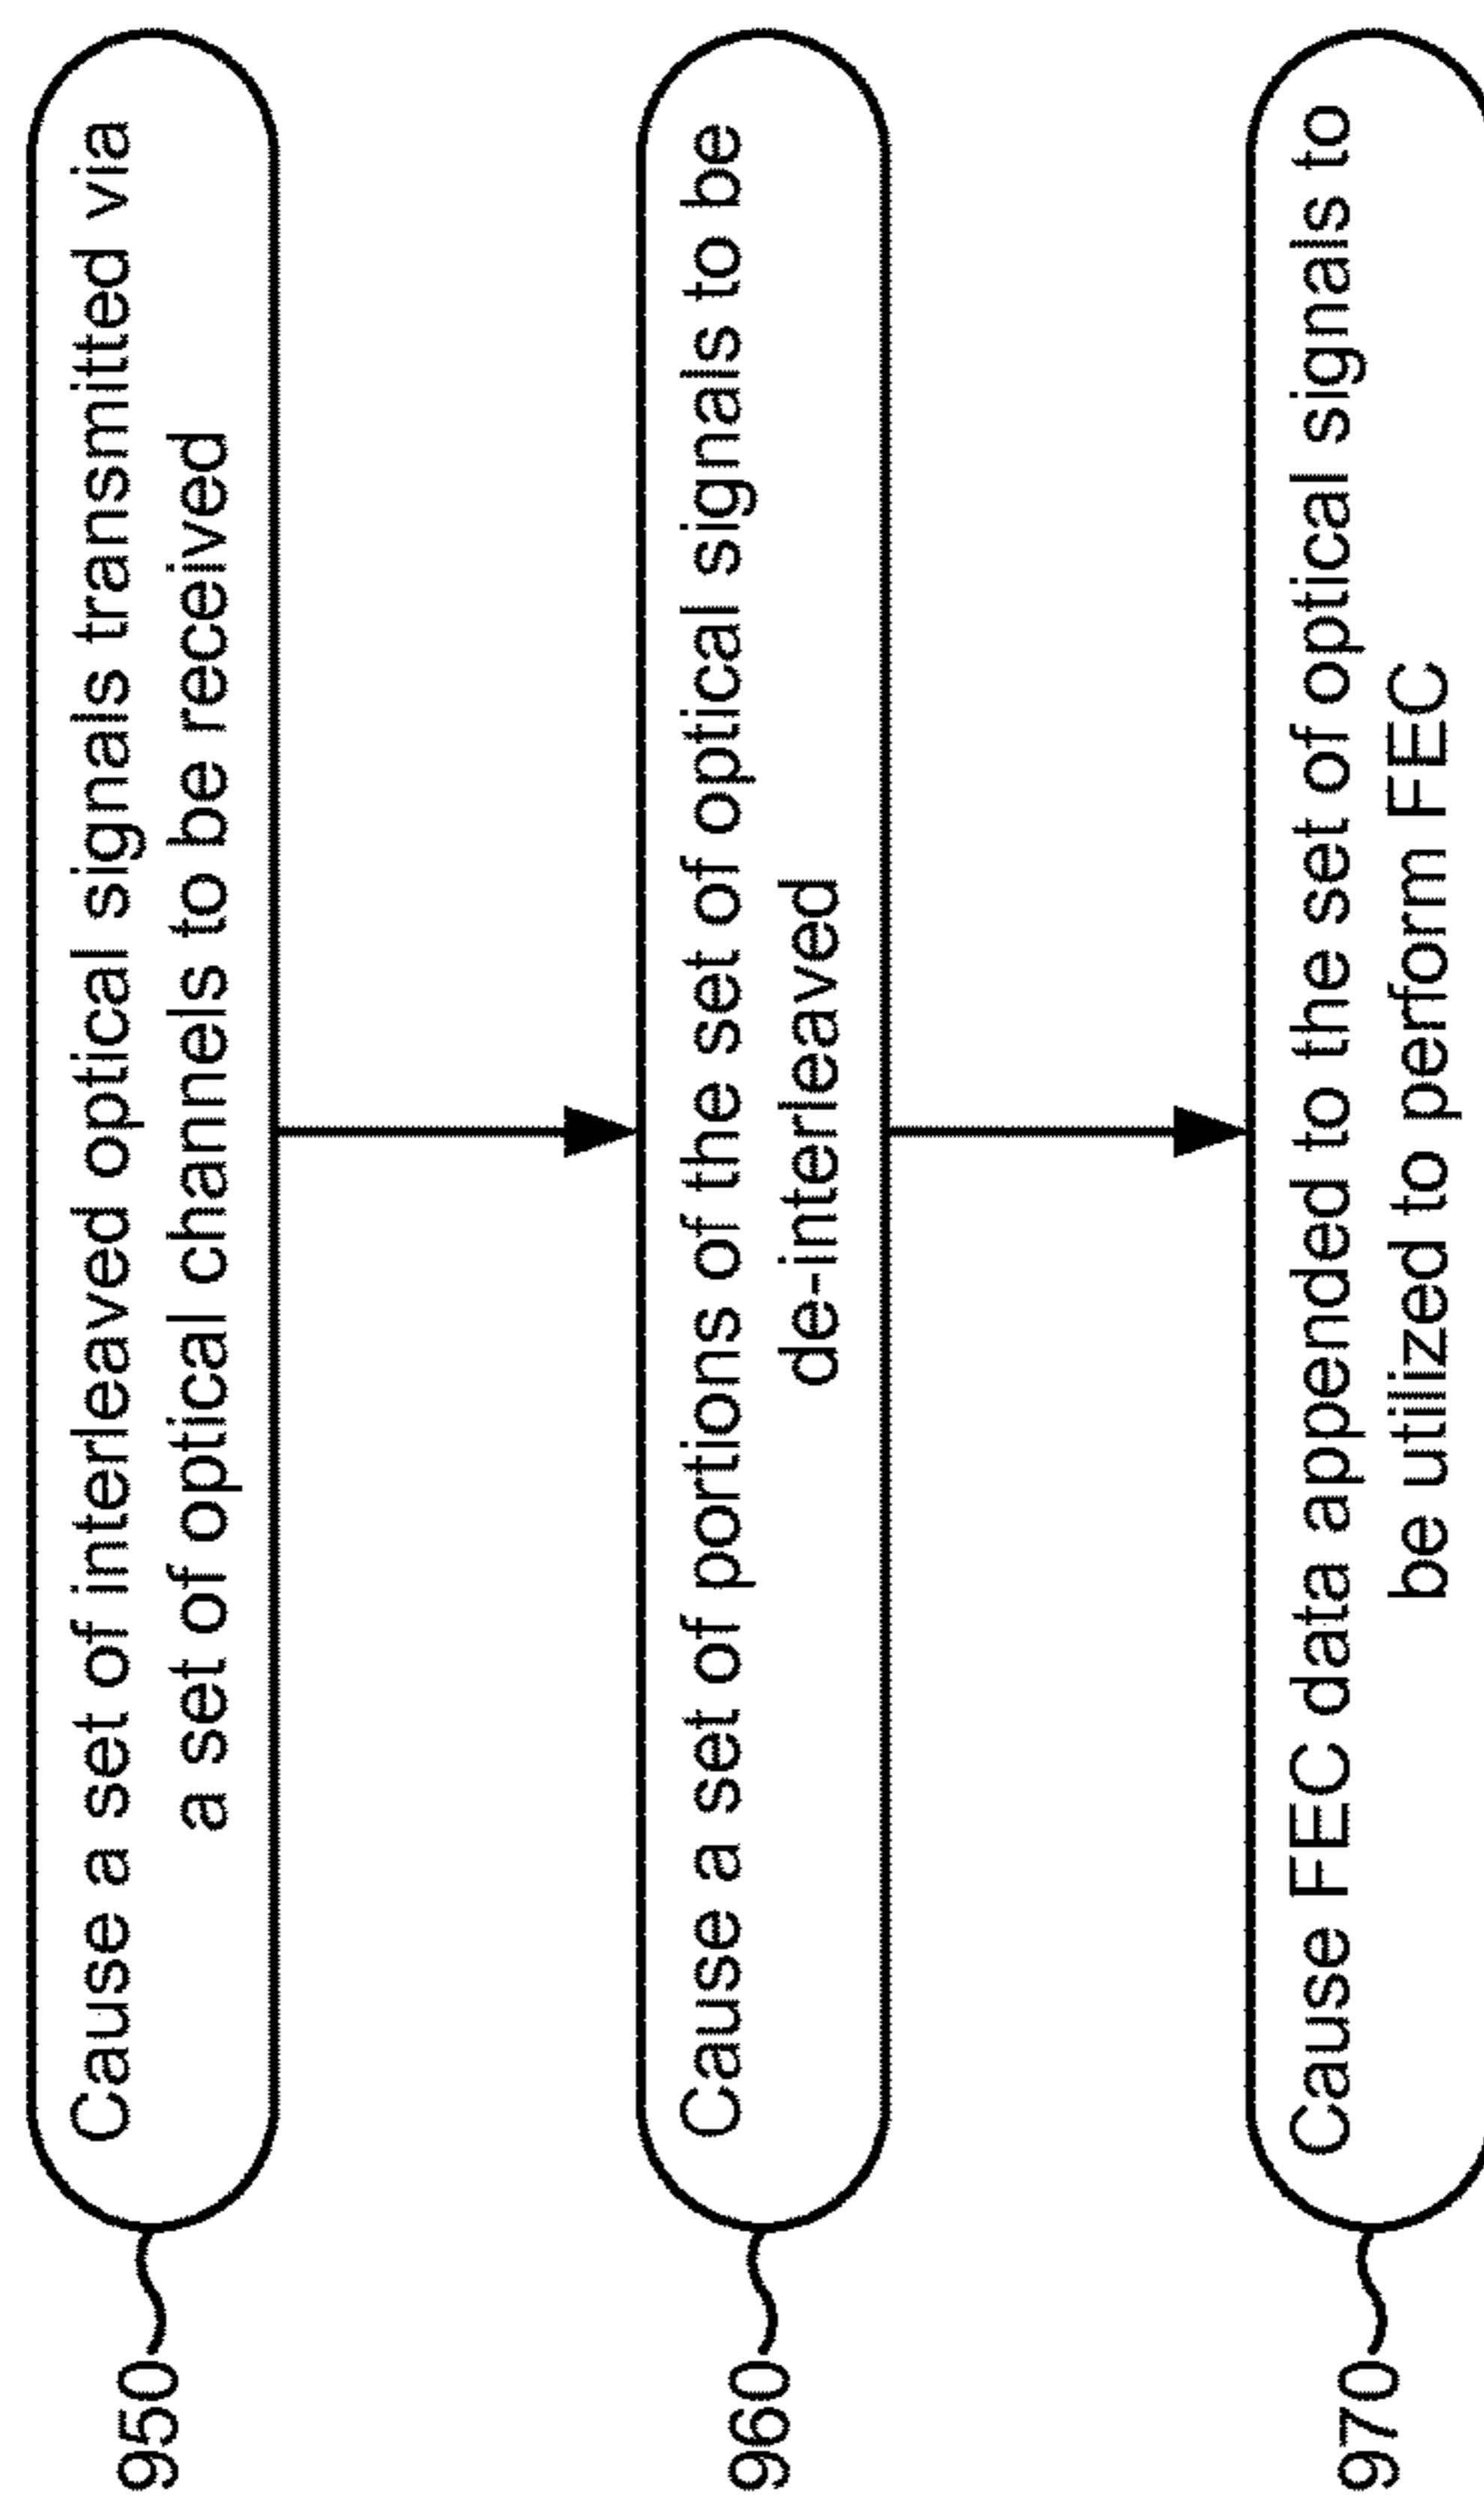 950
Cause a set of interleaved optical signals transmitted via
a set of optical channels to be received
960
Cause a set of portions of the set of optical signals to be
de-interleaved
970
Cause FEC data appended to the set of optical signals to
be utilized to perform FEC